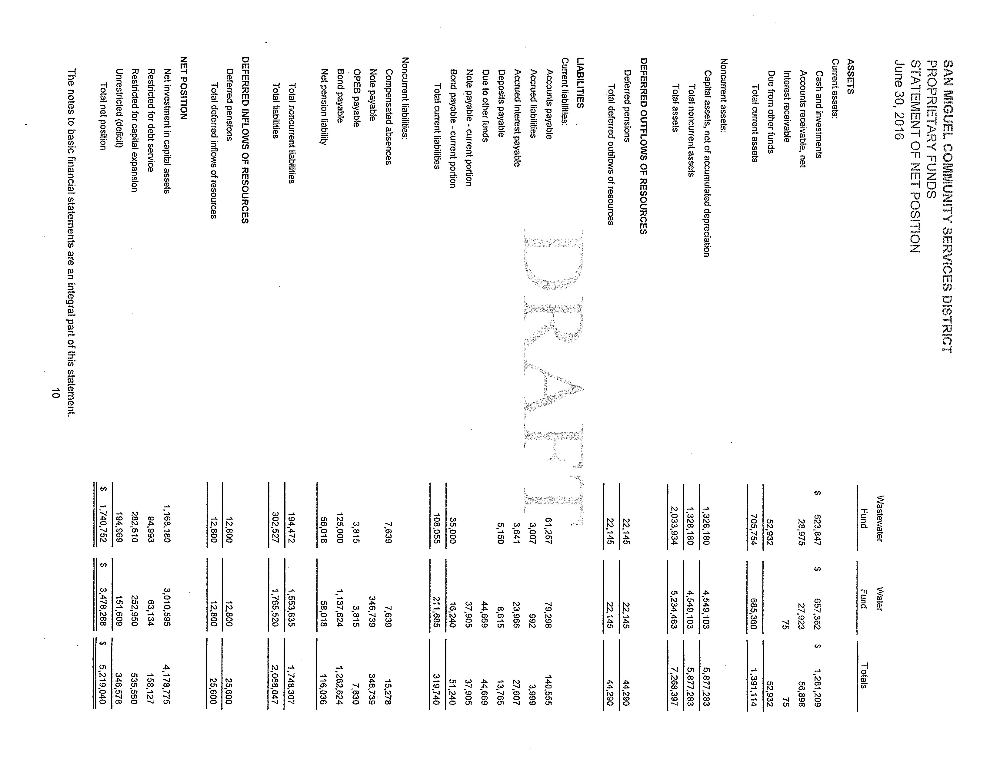 SAN MIGUEL COMMUNITY SERVICES DISTRICT
PROPRIETARY FUNDS
STATEMENT OF NET POSITION
June 30, 2016
Wastewater Water
Fund Fund Totals
ASSETS
Current assets:
Cash and investments $ 623,847 $ 657,362 $ 1,281,209
Accounts receivable, net 28,975 27,923 56,898
Interest receivable 75 75
Due from other funds 52,932 52,932
Total current assets 705,754 685,360 1,391,114
Noncurrent assets:
Capital assets, net of accumulated depreciation 1,328,180 4,549,103 5,877,283
Total noncurrent assets 1,328,180 4,549,103 5,877,283
Total assets 2,033,934 5,234,463 7,268,397
DEFERRED OUTFLOWS OF RESOURCES
Deferred pensions 22,145 22,145 44,290
Total deferred outflows of resources 22,145 22,145 44,290
DRAFT
LIABILITIES
Current liabilities:
Accounts payable 61,257 79,298 140,555
Accrued liabilities 3,007 992 3,999
Accrued interest payable 3,641 23,966 27,607
Deposits payable 5,150 8,615 13,765
Due to other funds 44,669 44,669
Note payable - current portion 37,905 37,905
Bond payable - current portion 35,000 16,240 51,240
Total current liabilities 108,055 211,685 319,740
Noncurrent liabilities:
Compensated absences 7,639 7,639 15,278
Note payable 346,739 346,739
OPEB payable 3,815 3,815 7,630
Bond payable 125,000 1,137,624 1,262,624
Net pension liability 58,018 58,018 116,036
Total noncurrent liabilities 194,472 1,553,835 1,748,307
Total liabilities 302,527 1,765,520 2,068,047
DEFERRED INFLOWS OF RESOURCES
Deferred pensions 12,800 12,800 25,600
Total deferred inflows of resources 12,800 12,800 25,600
NET POSITION
Net investment in capital assets 1,168,180 3,010,595 4,178,775
Restricted for debt service 94,993 63,134 158,127
Restricted for capital expansion 282,610 252,950 535,560
Unrestricted (deficit) 194,969 151,609 346,578
Total net position $ 1,740,752 $ 3,478,288 $ 5,219,040
The notes to basic financial statements are an integral part of this statement.
10